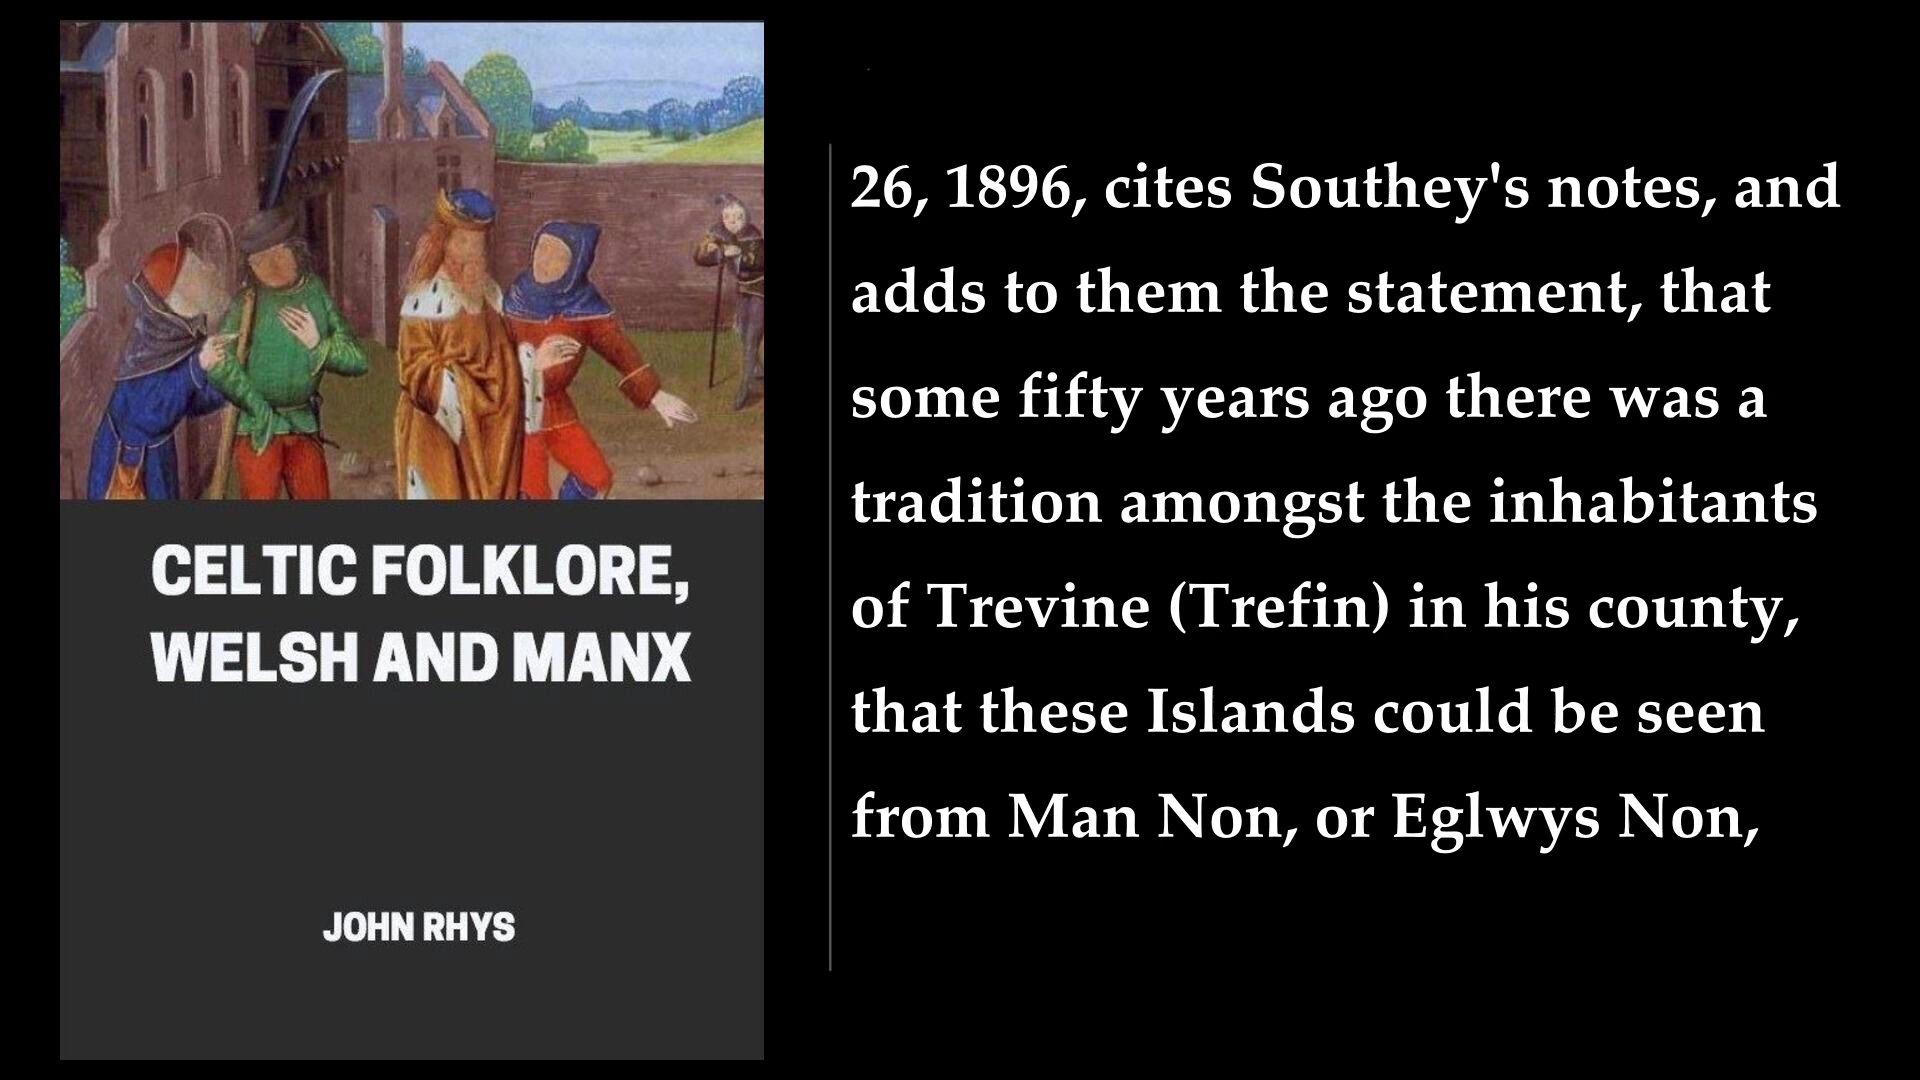 CELTIC FOLKLORE,
WELSH AND MANX
JOHN RHYS
26, 1896, cites Southey's notes, and
adds to them the statement, that
some fifty years ago there was a
tradition amongst the inhabitants
of Trevine (Trefin) in his county,
that these Islands could be seen
from Man Non, or Eglwys Non,